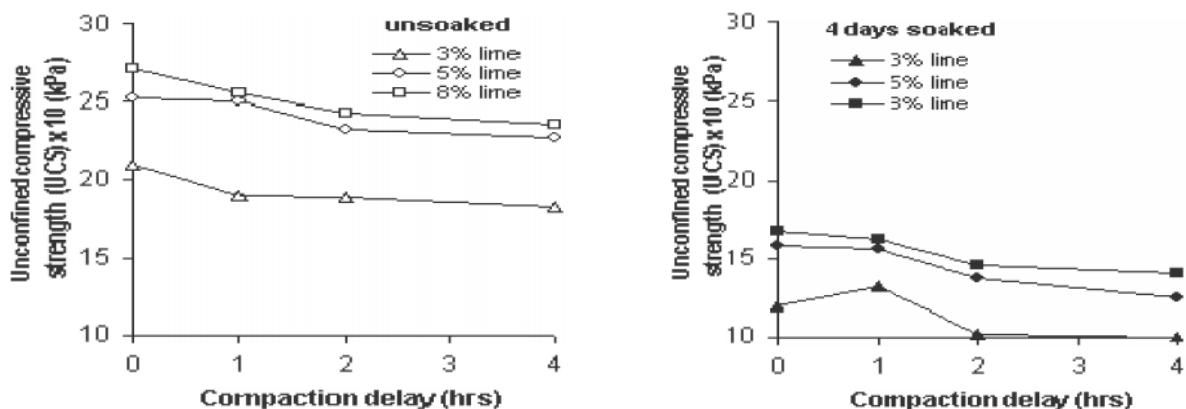 Unconfined compressive
strength (UCS) x 10 (kPa)
30
25
20
15
10
unsoaked
3% lime
5% lime
8% lime
0 1 2 3 4
Compaction delay (hrs)
Unconfined compressive
strength (UCS) x 10 (kPa)
30
25
20
15
10
4 days soaked
3% lime
5% lime
3% lime
0 1 2 3 4
Compaction delay (hrs)